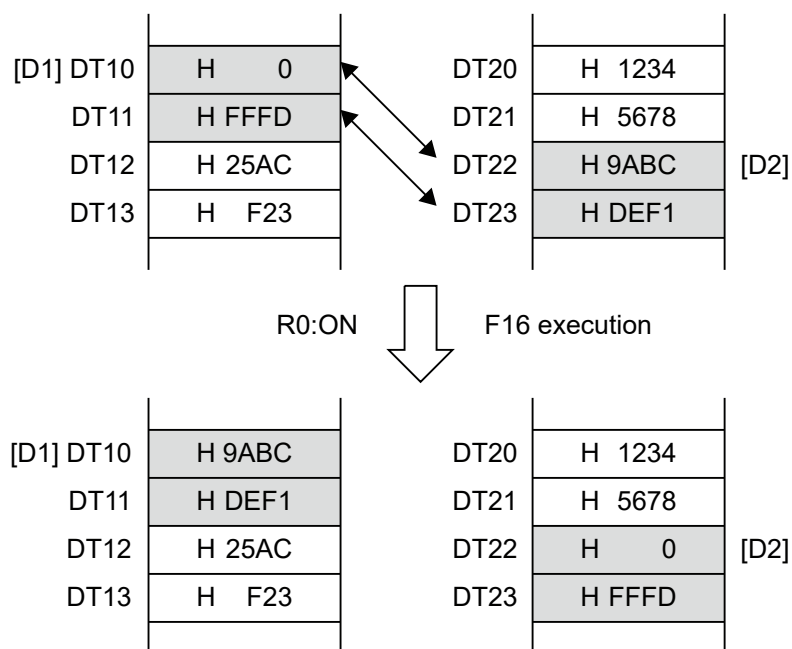 [D1] DT10 H 0 DT20 H 1234
DT11 H FFFD DT21 H 5678
DT12 H 25AC DT22 H 9ABC [D2]
DT13 H F23 DT23 H DEF1
R0:ON F16 execution
[D1] DT10 H 9ABC DT20 H 1234
DT11 H DEF1 DT21 H 5678
DT12 H 25AC DT22 H 0 [D2]
DT13 H F23 DT23 H FFFD